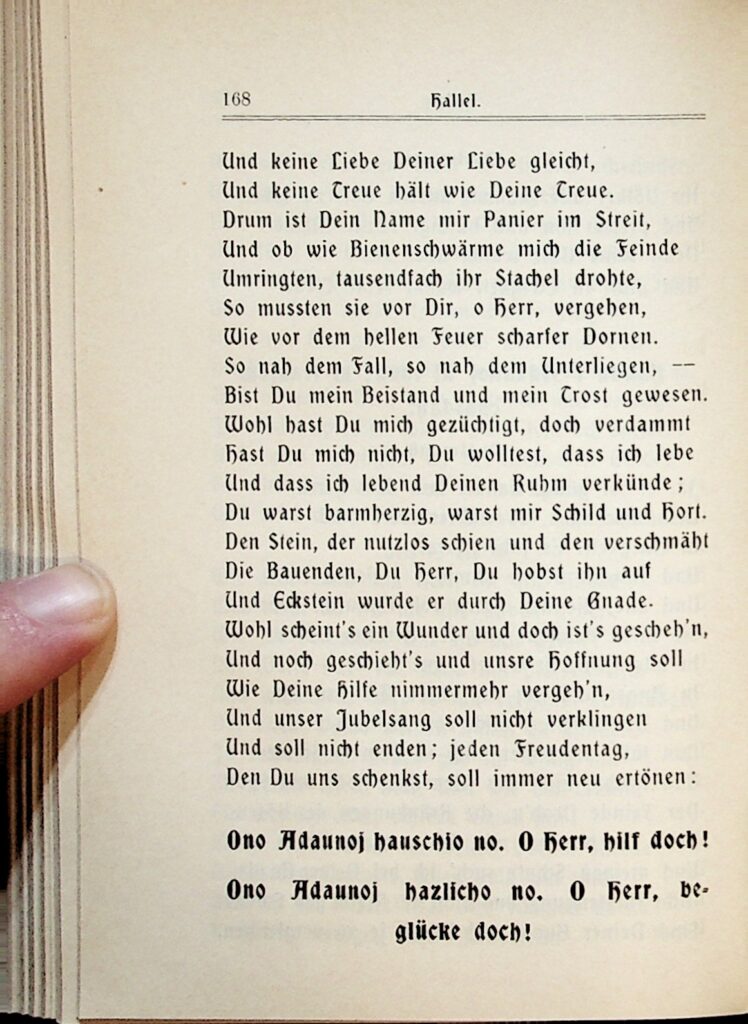 168
Hallel.
Und keine Liebe Deiner Liebe gleicht,
Und keine Treue hält wie Deine Treue.
Drum ist Dein Name mir Panier im Streit,
Und ob wie Bienenschwärme mich die Feinde
Umringten, tausendfach ihr Stachel drohte,
So mussten sie vor Dir, o Herr, vergehen,
Wie vor dem hellen Feuer scharfer Dornen.
So nah dem Fall, so nah dem Unterliegen, —
Bist Du mein Beistand und mein Trost gewesen.
Wohl hast Du mich gezüchtigt, doch verdammt
Hast Du mich nicht, Du wolltest, dass ich lebe
Und dass ich lebend Deinen Ruhm verkünde;
Du warst barmherzig, warst mir Schild und Hort.
Den Stein, der nutzlos schien und den verschmäht
Die Bauenden, Du Herr, Du hobst ihn auf
Und Eckstein wurde er durch Deine Gnade.
Wohl scheint's ein Wunder und doch ist's gescheh'n,
Und noch geschieht's und unsre Hoffnung soll
Wie Deine Hilfe nimmermehr vergeh'n,
Und unser Jubelsang soll nicht verklingen
Und soll nicht enden; jeden Freudentag,
Den Du uns schenkst, soll immer neu ertönen:
Ono Adaunoj hauschio no. O Herr, hilf doch!
Ono Adaunoj hazlicho no. O Herr, be-
glücke doch!